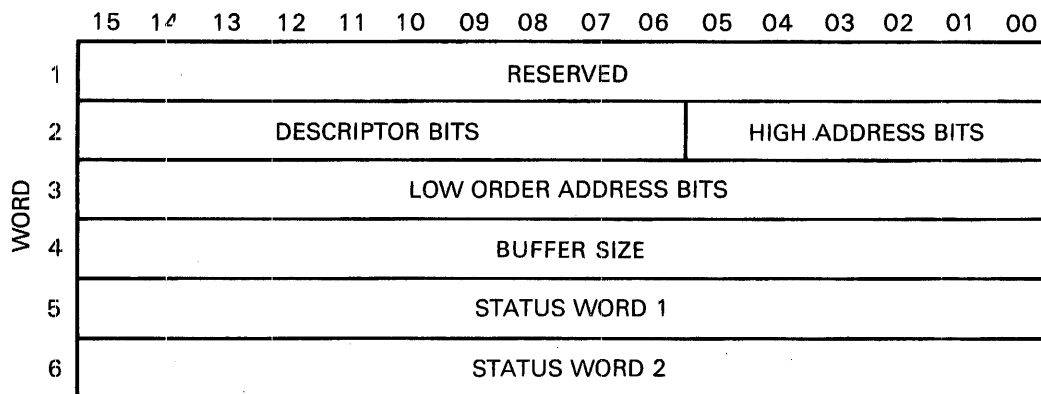 15 14 13 12 11 10 09 08 07 06 05 04 03 02 01 00
1 RESERVED
2 DESCRIPTOR BITS HIGH ADDRESS BITS
3 LOW ORDER ADDRESS BITS
WORD
4 BUFFER SIZE
5 STATUS WORD 1
6 STATUS WORD 2